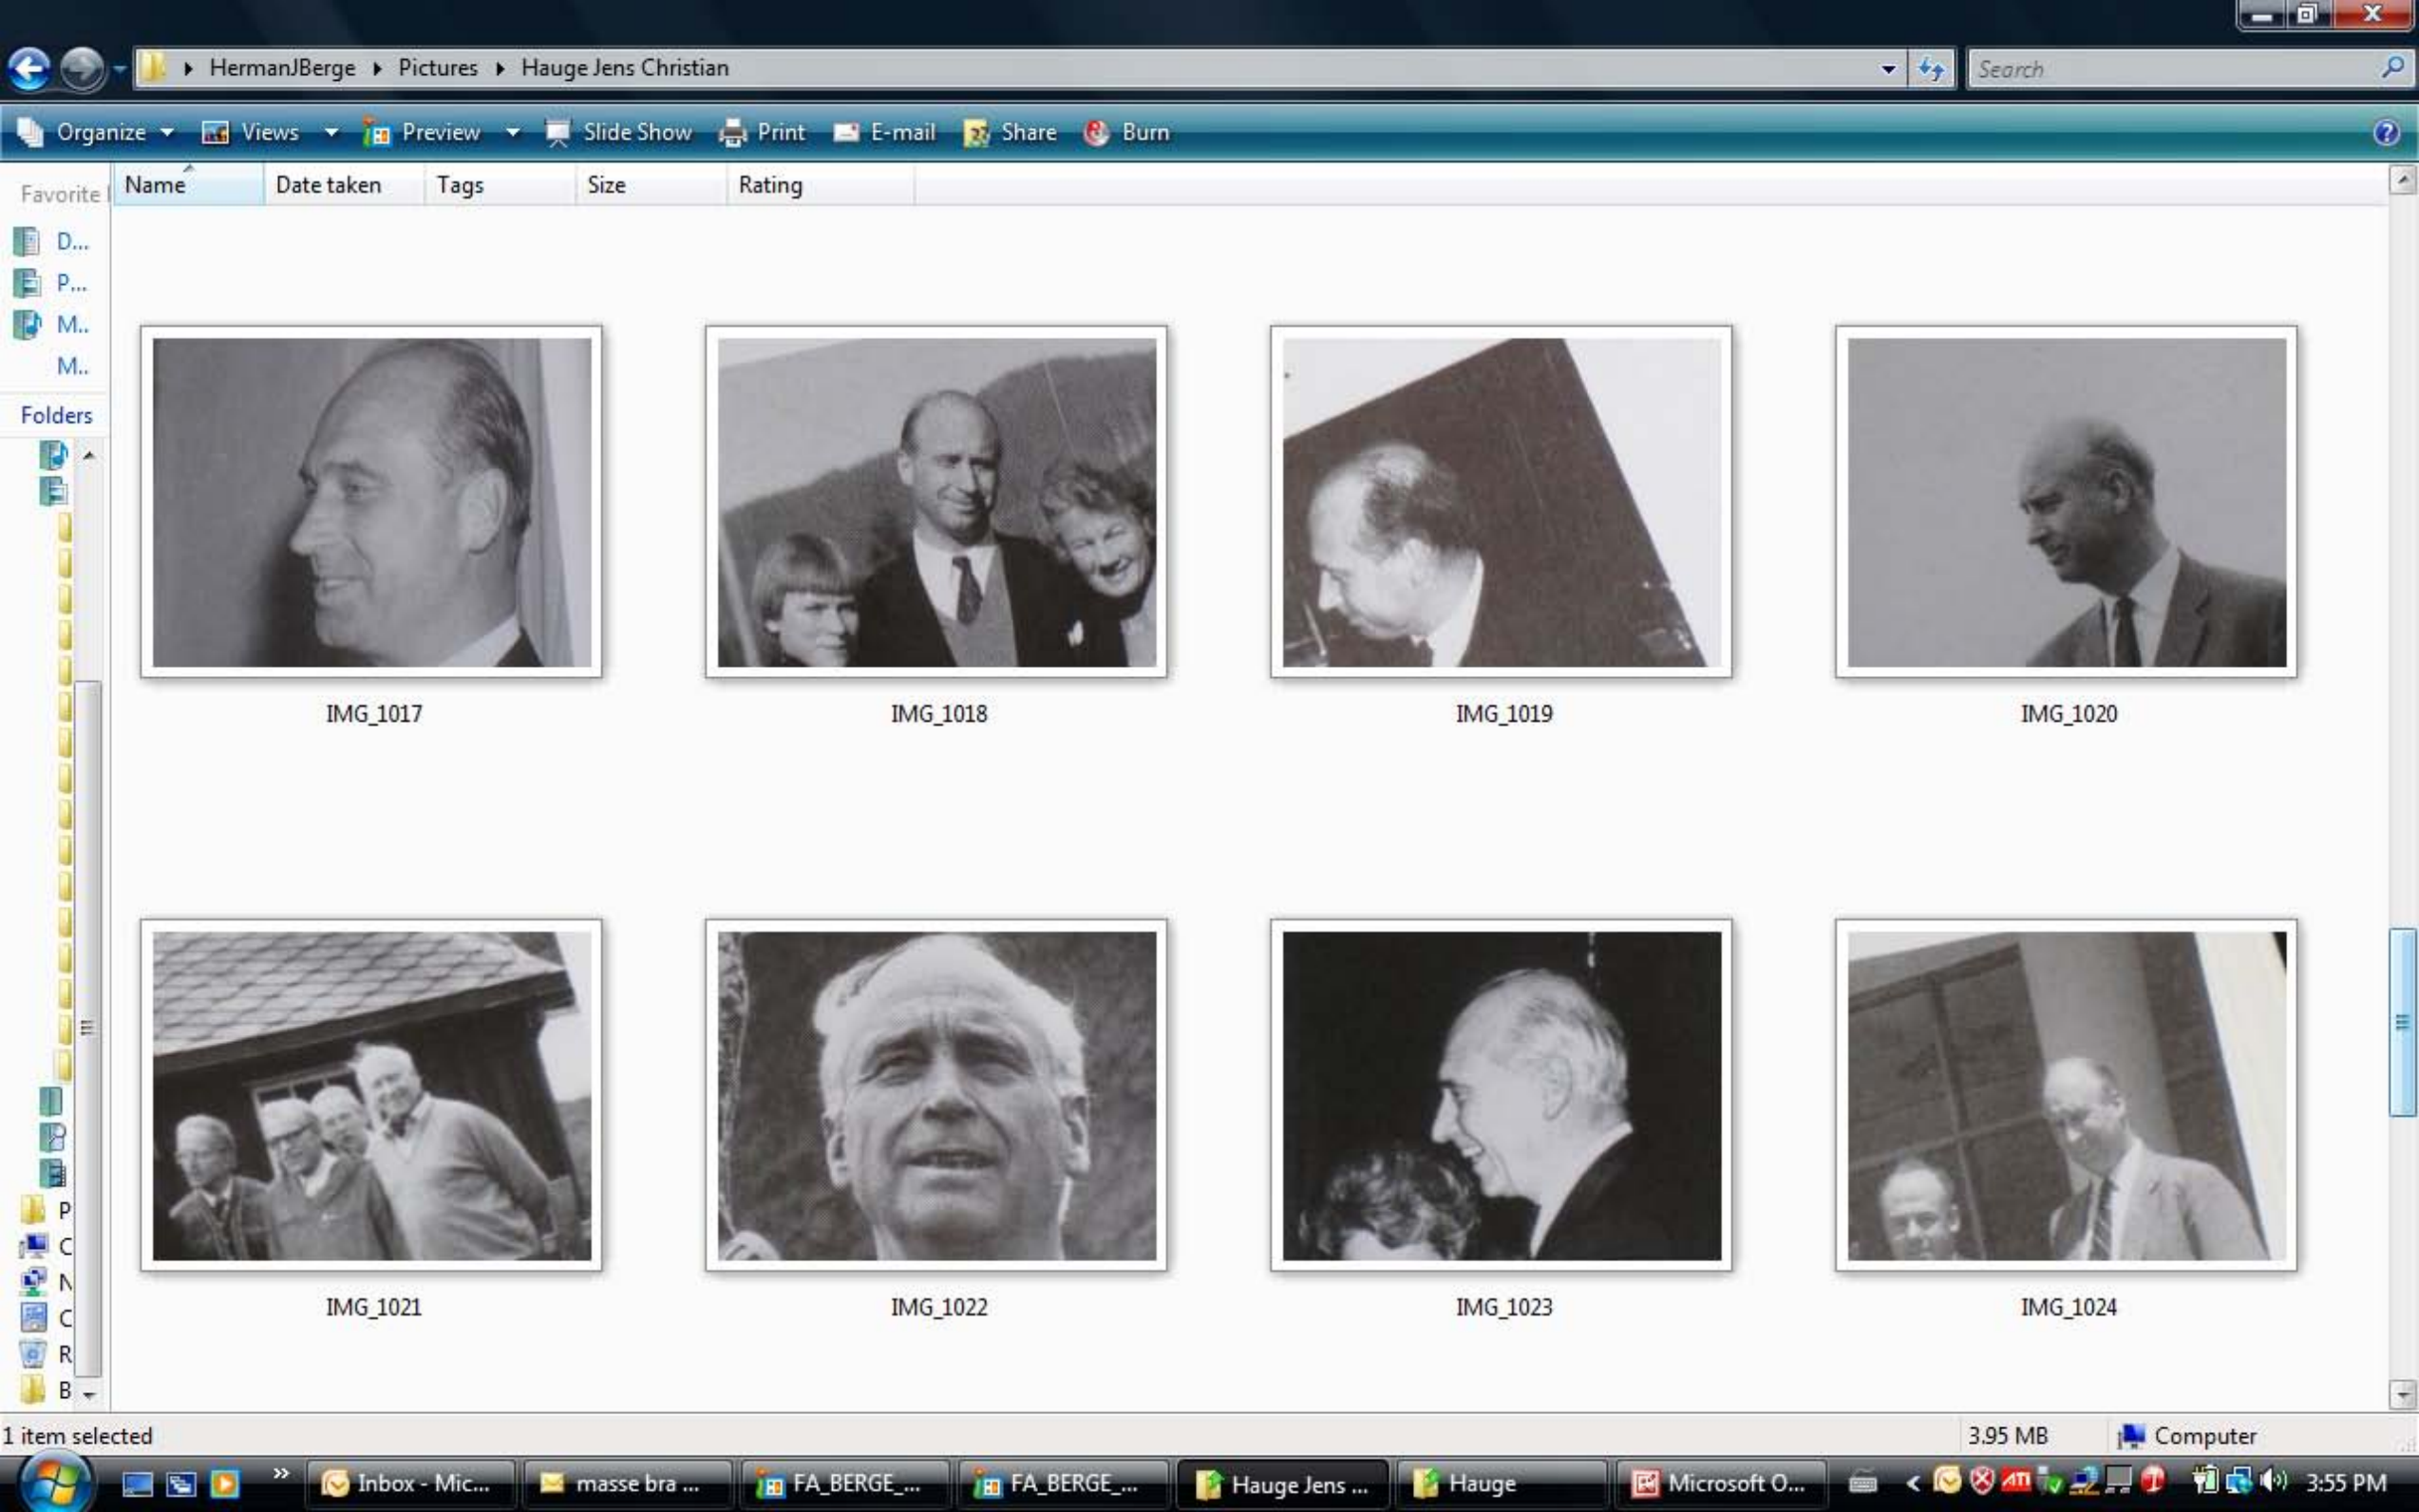 HermanJBerge Pictures Hauge Jens Christian
Search
Organize Views Preview Slide Show Print E-mail Share Burn
Favorite
Name Date taken Tags Size Rating
D...
P...
M..
M..
Folders
IMG_1017 IMG_1018 IMG_1019 IMG_1020
IMG_1021 IMG_1022 IMG_1023 IMG_1024
P
C
N
C
R
B
1 item selected 3.95 MB Computer
Inbox - Mic... masse bra ... FA_BERGE_... FA_BERGE_... Hauge Jens ... Hauge Microsoft O... ATI 3:55 PM